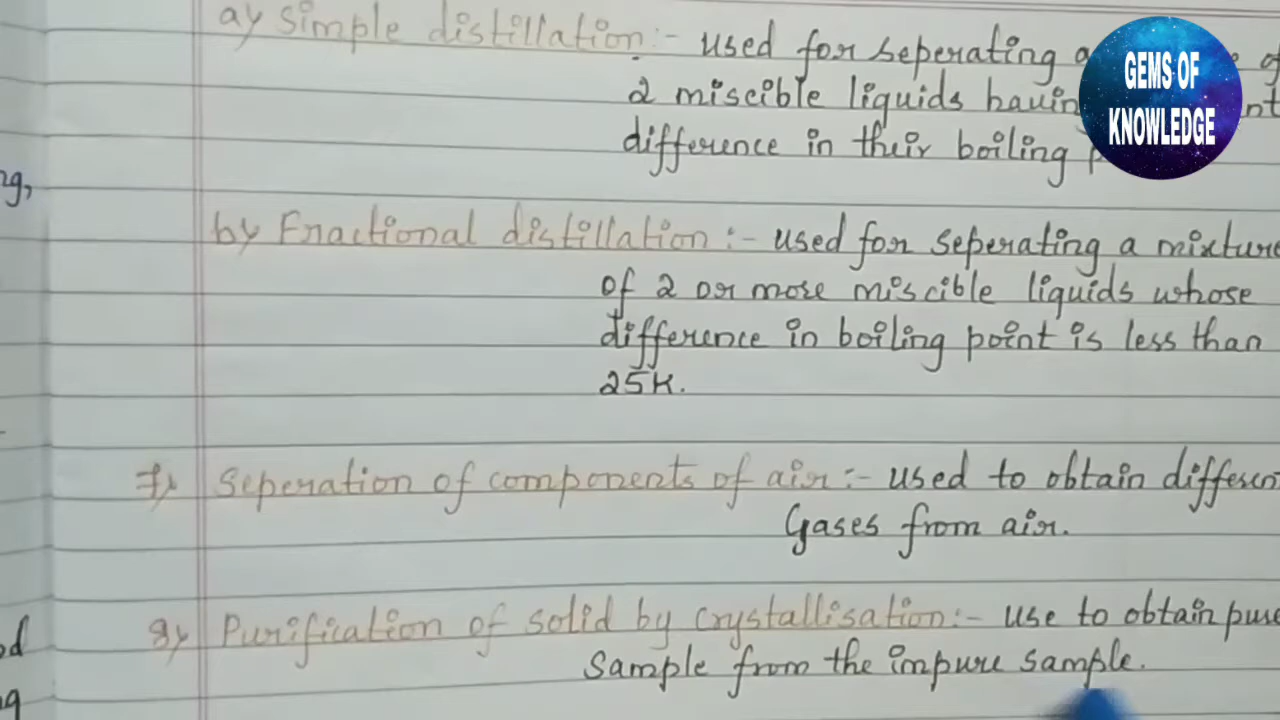 a) Simple distillation :- used for seperating a of
2 miscible liquids
difference in their boiling
ng,
b) Fractional distillation :- used for seperating a mixture
of 2 or more miscible liquids whose
difference in boiling point is less than
25K.
f) Seperation of components of air :- used to obtain differen
Gases from air.
g) Purification of solid by crystallisation :- use to obtain pure
Sample from the impure sample.
GEMS OF
KNOWLEDGE